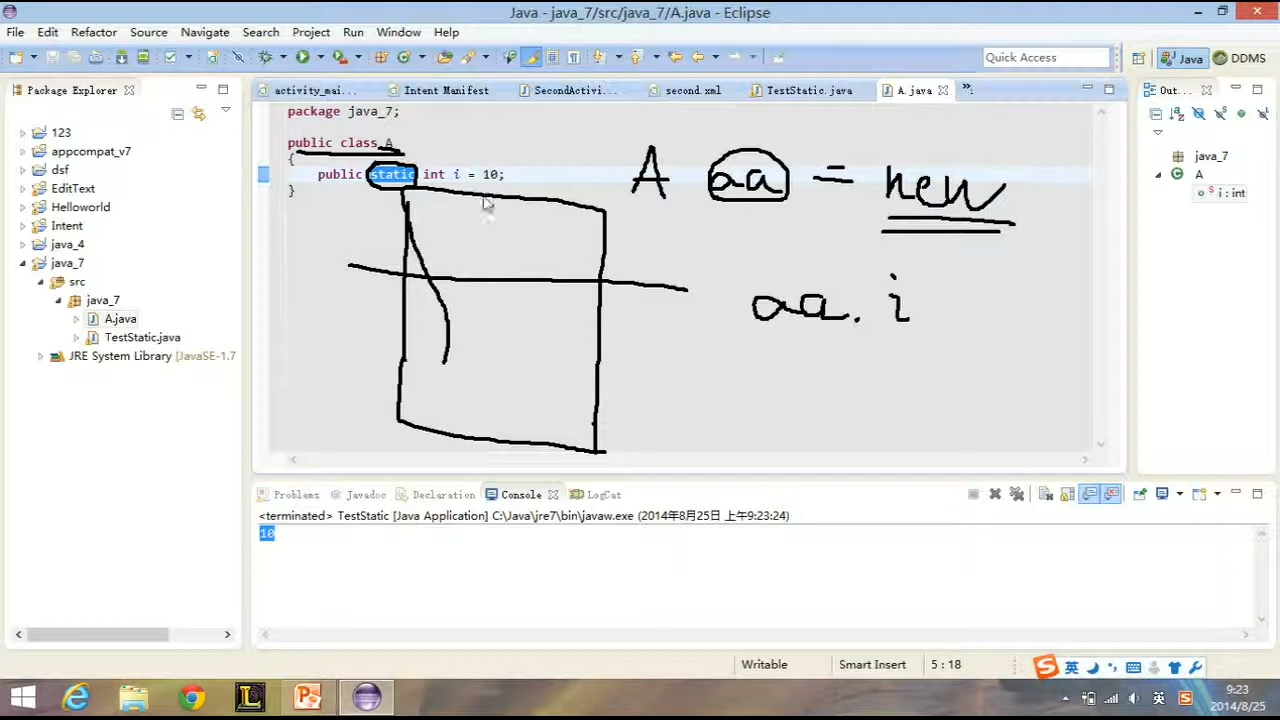 Java - java_7/src/java_7/A.java - Eclipse
File Edit Refactor Source Navigate Search Project Run Window Help
Quick Access
Java
DDMS
Package Explorer
activity_mai...
Intent Manifest
SecondActivi...
second.xml
TestStatic.java
A.java
Out...
123
appcompat_v7
dsf
EditText
Helloworld
Intent
java_4
java_7
src
java_7
A.java
TestStatic.java
JRE System Library [JavaSE-1.7
package java_7;
public class A
{
public static int i = 10;
}
A aa = new
aa. i
java_7
A
S i : int
Problems @ Javadoc Declaration Console LogCat
<terminated> TestStatic [Java Application] C:\Java\jre7\bin\javaw.exe (2014年8月25日 上午9:23:24)
10
Writable
Smart Insert
5 : 18
英
英
9:23
2014/8/25